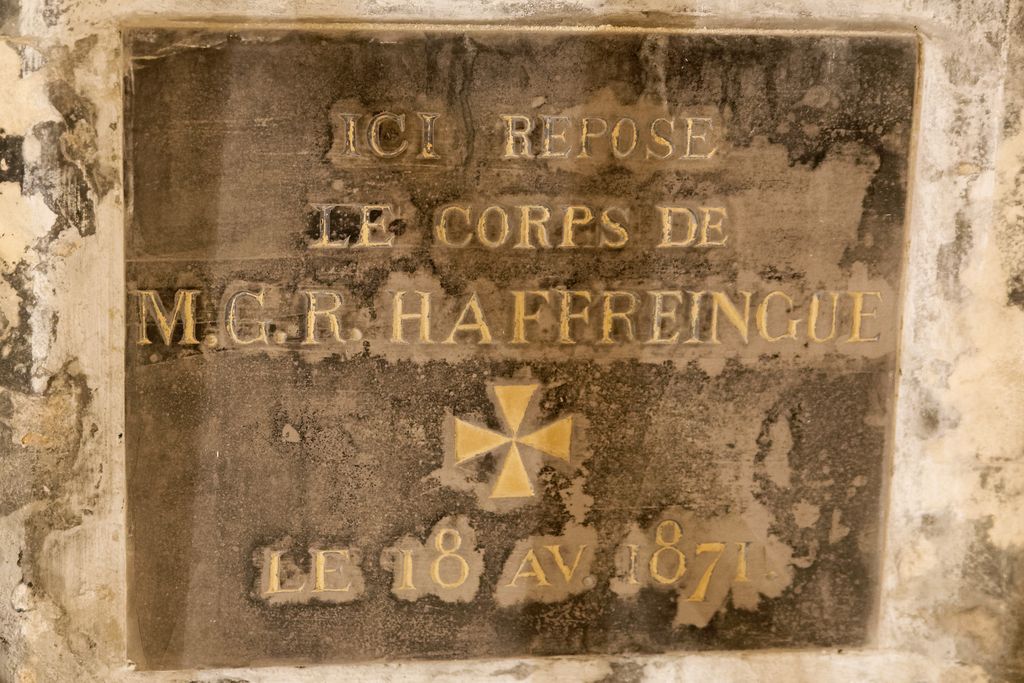 ICI REPOSE
LE CORPS DE
M.G.R. HAFFREINGUE
LE 18 AV. 1871.